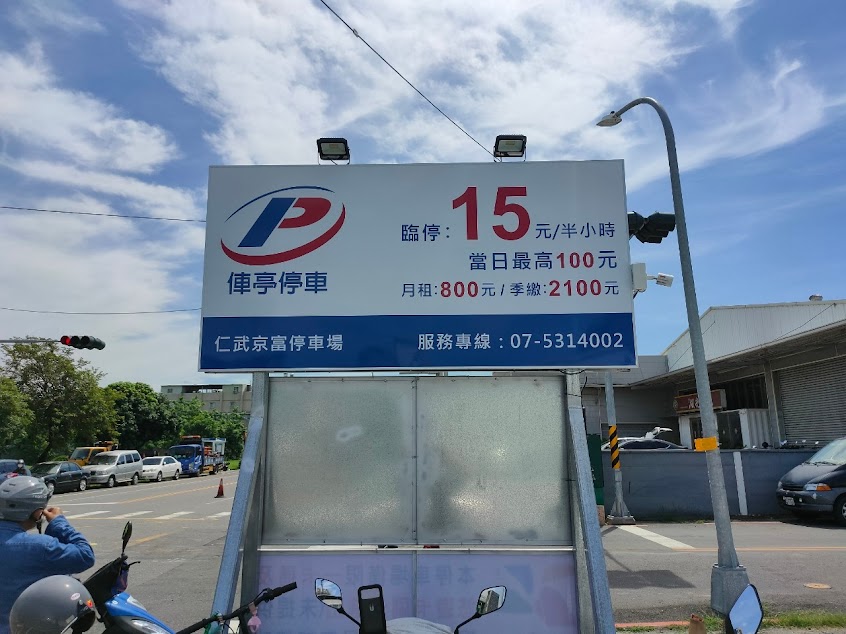 臨停：15元/半小時
當日最高100元
俥亭停車
月租:800元 / 季繳:2100元
仁武京富停車場
服務專線：07-5314002